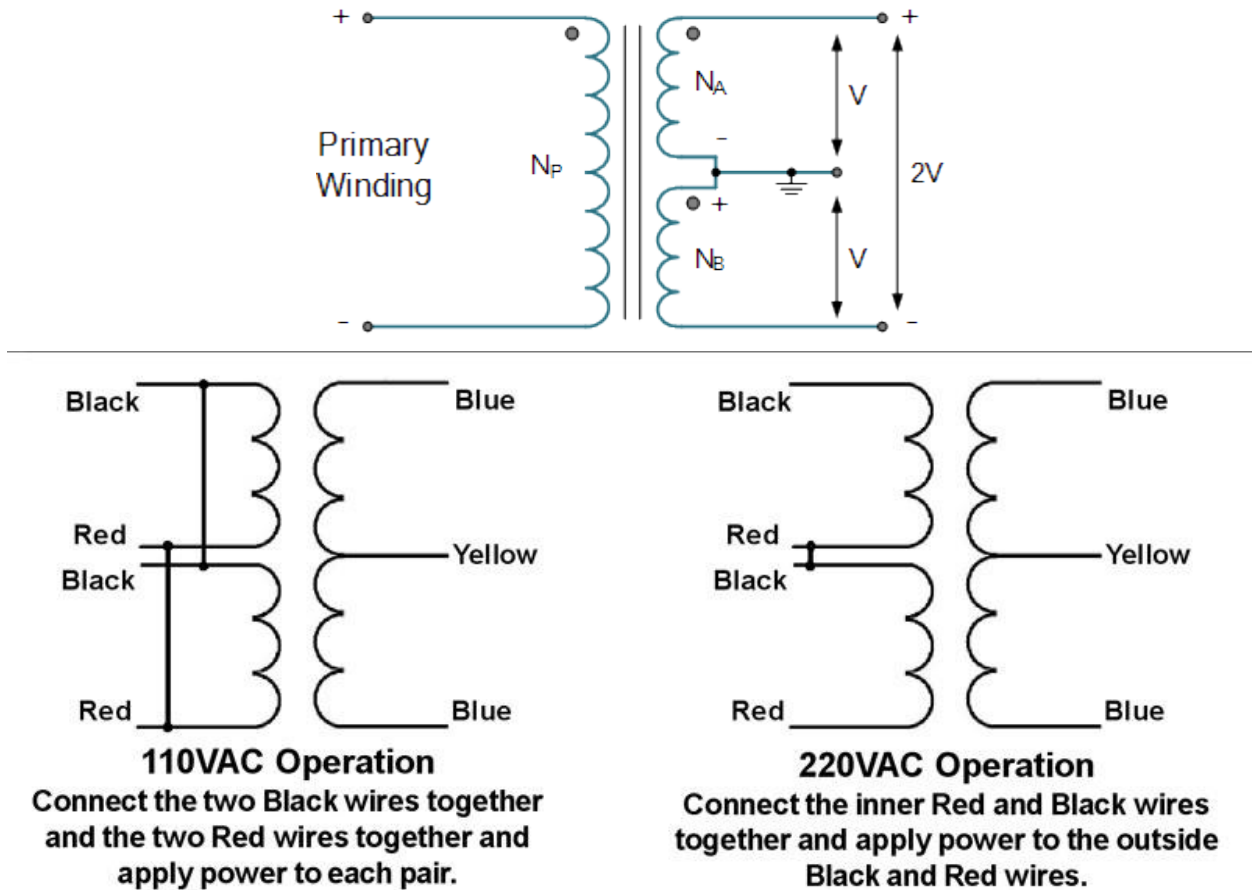 +
+
Primary
Winding
NP
NA
-
V
2V
+
NB
V
-
-
Black
Red
Black
Red
Blue
Yellow
Blue
110VAC Operation
Connect the two Black wires together
and the two Red wires together and
apply power to each pair.
Black
Red
Black
Red
Blue
Yellow
Blue
220VAC Operation
Connect the inner Red and Black wires
together and apply power to the outside
Black and Red wires.